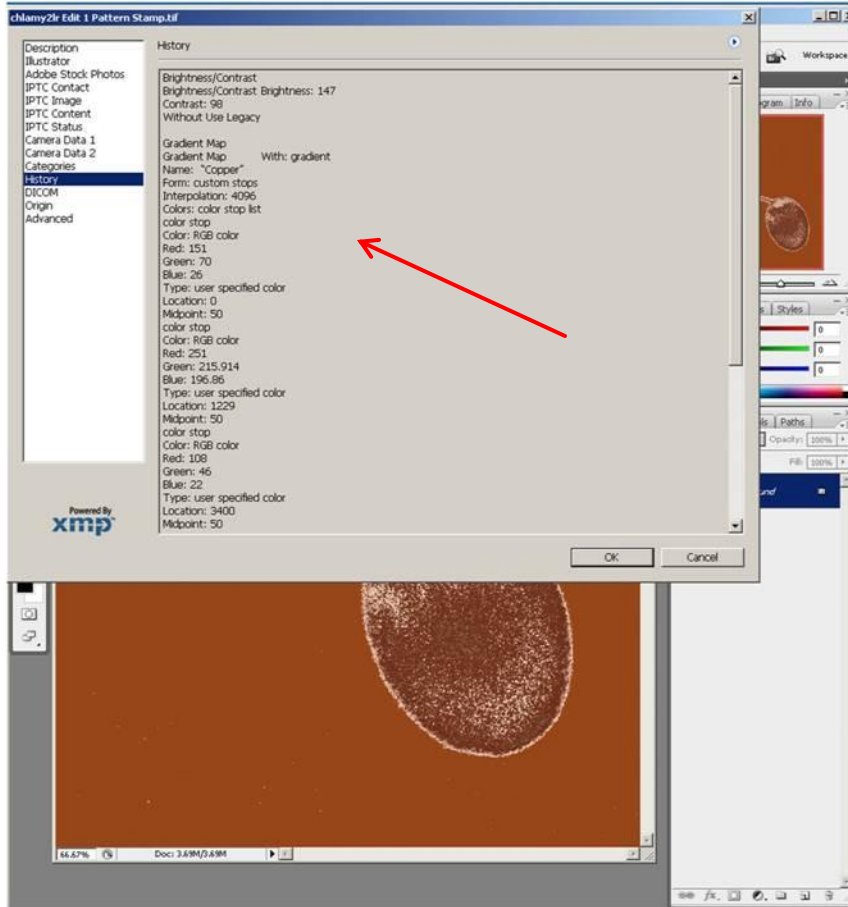 chlamy2lr Edit 1 Pattern Stamp.tif
Description
Illustrator
Adobe Stock Photos
IPTC Contact
IPTC Image
IPTC Content
IPTC Status
Camera Data 1
Camera Data 2
Categories
History
DICOM
Origin
Advanced
Powered By
xmp
History
Brightness/Contrast
Brightness/Contrast Brightness: 147
Contrast: 98
Without Use Legacy
Gradient Map
Gradient Map With: gradient
Name: "Copper"
Form: custom stops
Interpolation: 4096
Colors: color stop list
color stop
Color: RGB color
Red: 151
Green: 70
Blue: 26
Type: user specified color
Location: 0
Midpoint: 50
color stop
Color: RGB color
Red: 251
Green: 215.914
Blue: 196.86
Type: user specified color
Location: 1229
Midpoint: 50
color stop
Color: RGB color
Red: 108
Green: 46
Blue: 22
Type: user specified color
Location: 3400
Midpoint: 50
OK
Cancel
Workspace
gram
Info
s
Styles
0
0
0
ls
Paths
Opacity: 100%
Fill: 100%
und
66.67%
Doc: 3.69M/3.69M
fx